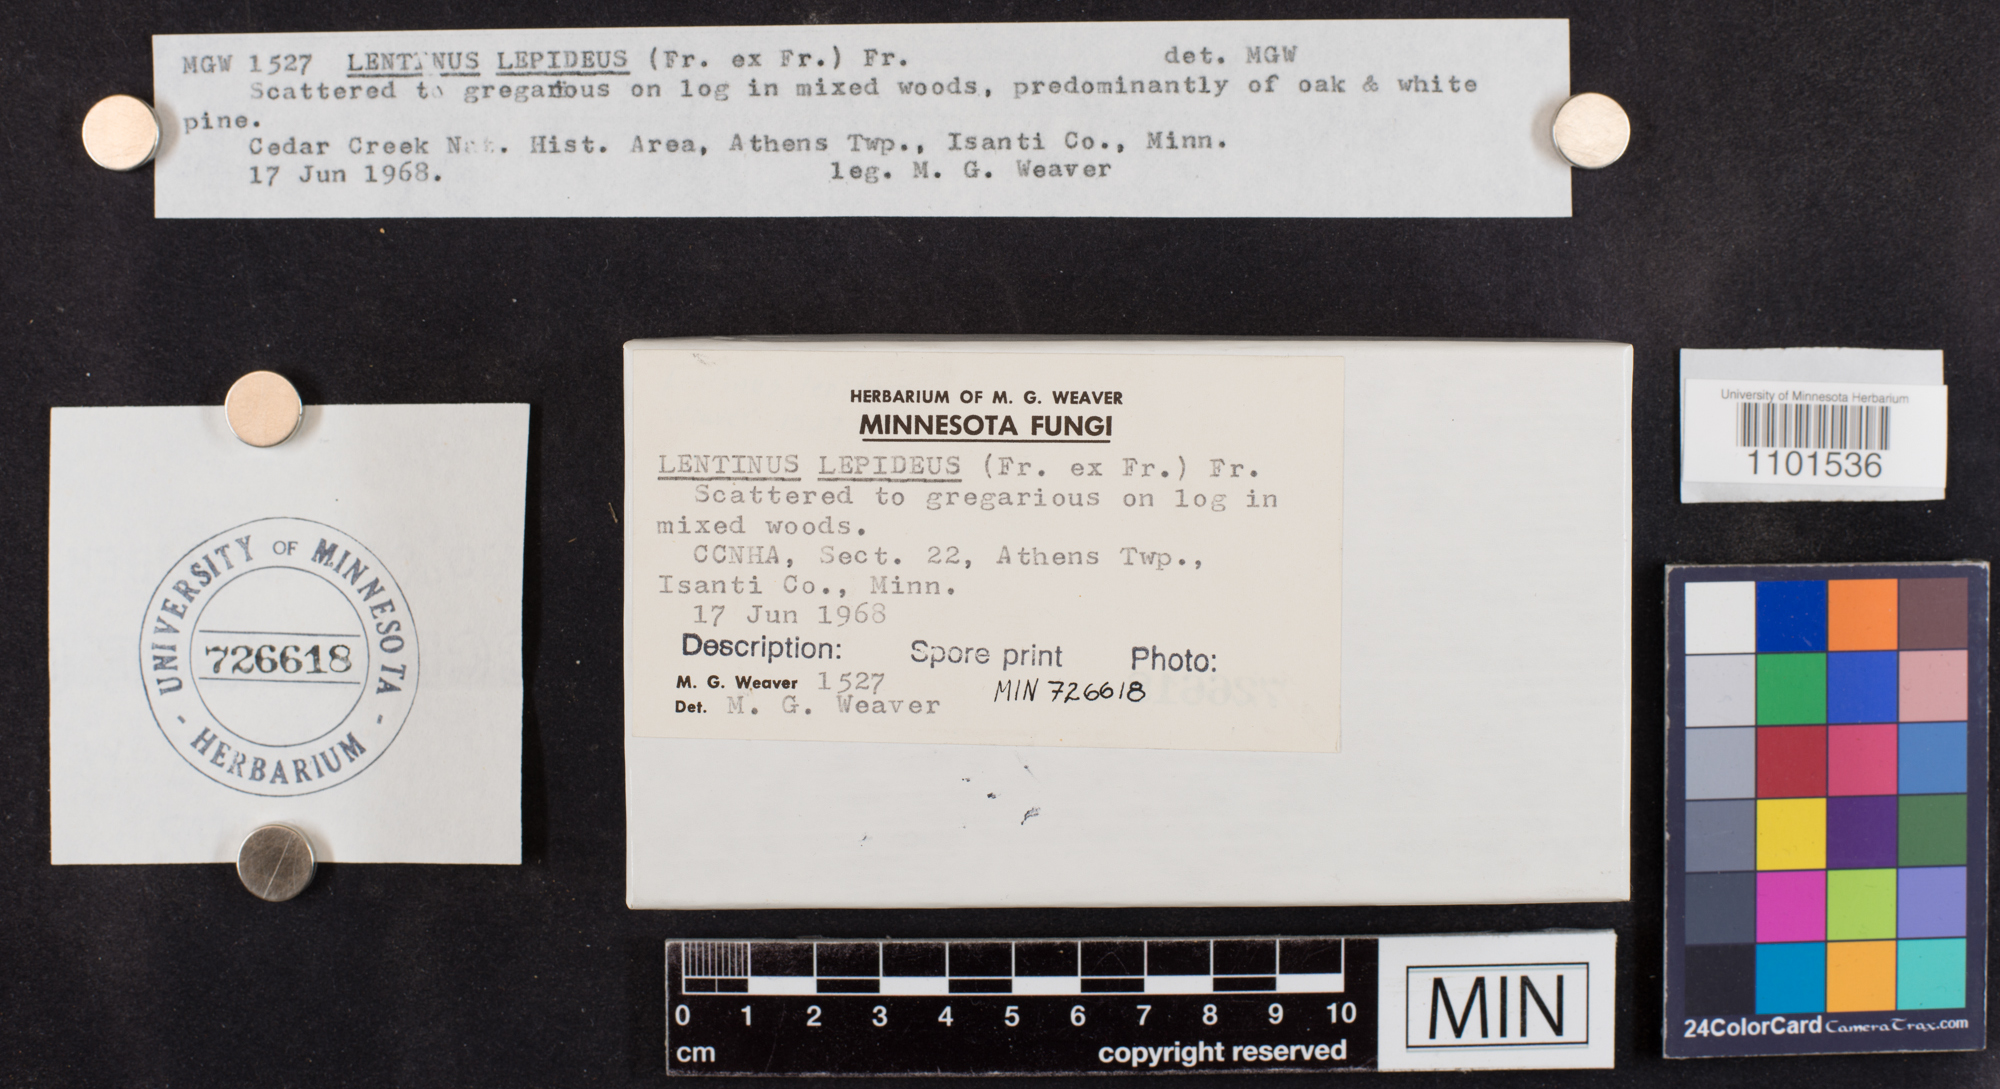 MGW 1527 LENTINUS LEPIDEUS (Fr. ex Fr.) Fr. det. MGW
Scattered to gregarious on log in mixed woods, predominantly of oak & white
pine.
Cedar Creek Nat. Hist. Area, Athens Twp., Isanti Co., Minn.
17 Jun 1968. leg. M. G. Weaver
UNIVERSITY OF MINNESOTA
726618
- HERBARIUM -
HERBARIUM OF M. G. WEAVER
MINNESOTA FUNGI
LENTINUS LEPIDEUS (Fr. ex Fr.) Fr.
Scattered to gregarious on log in
mixed woods.
CCNHA, Sect. 22, Athens Twp.,
Isanti Co., Minn.
17 Jun 1968
Description: Spore print Photo:
M. G. Weaver 1527 MIN 726618
Det. M. G. Weaver
University of Minnesota Herbarium
1101536
0 1 2 3 4 5 6 7 8 9 10
cm copyright reserved
MIN
24ColorCard CameraTrax.com